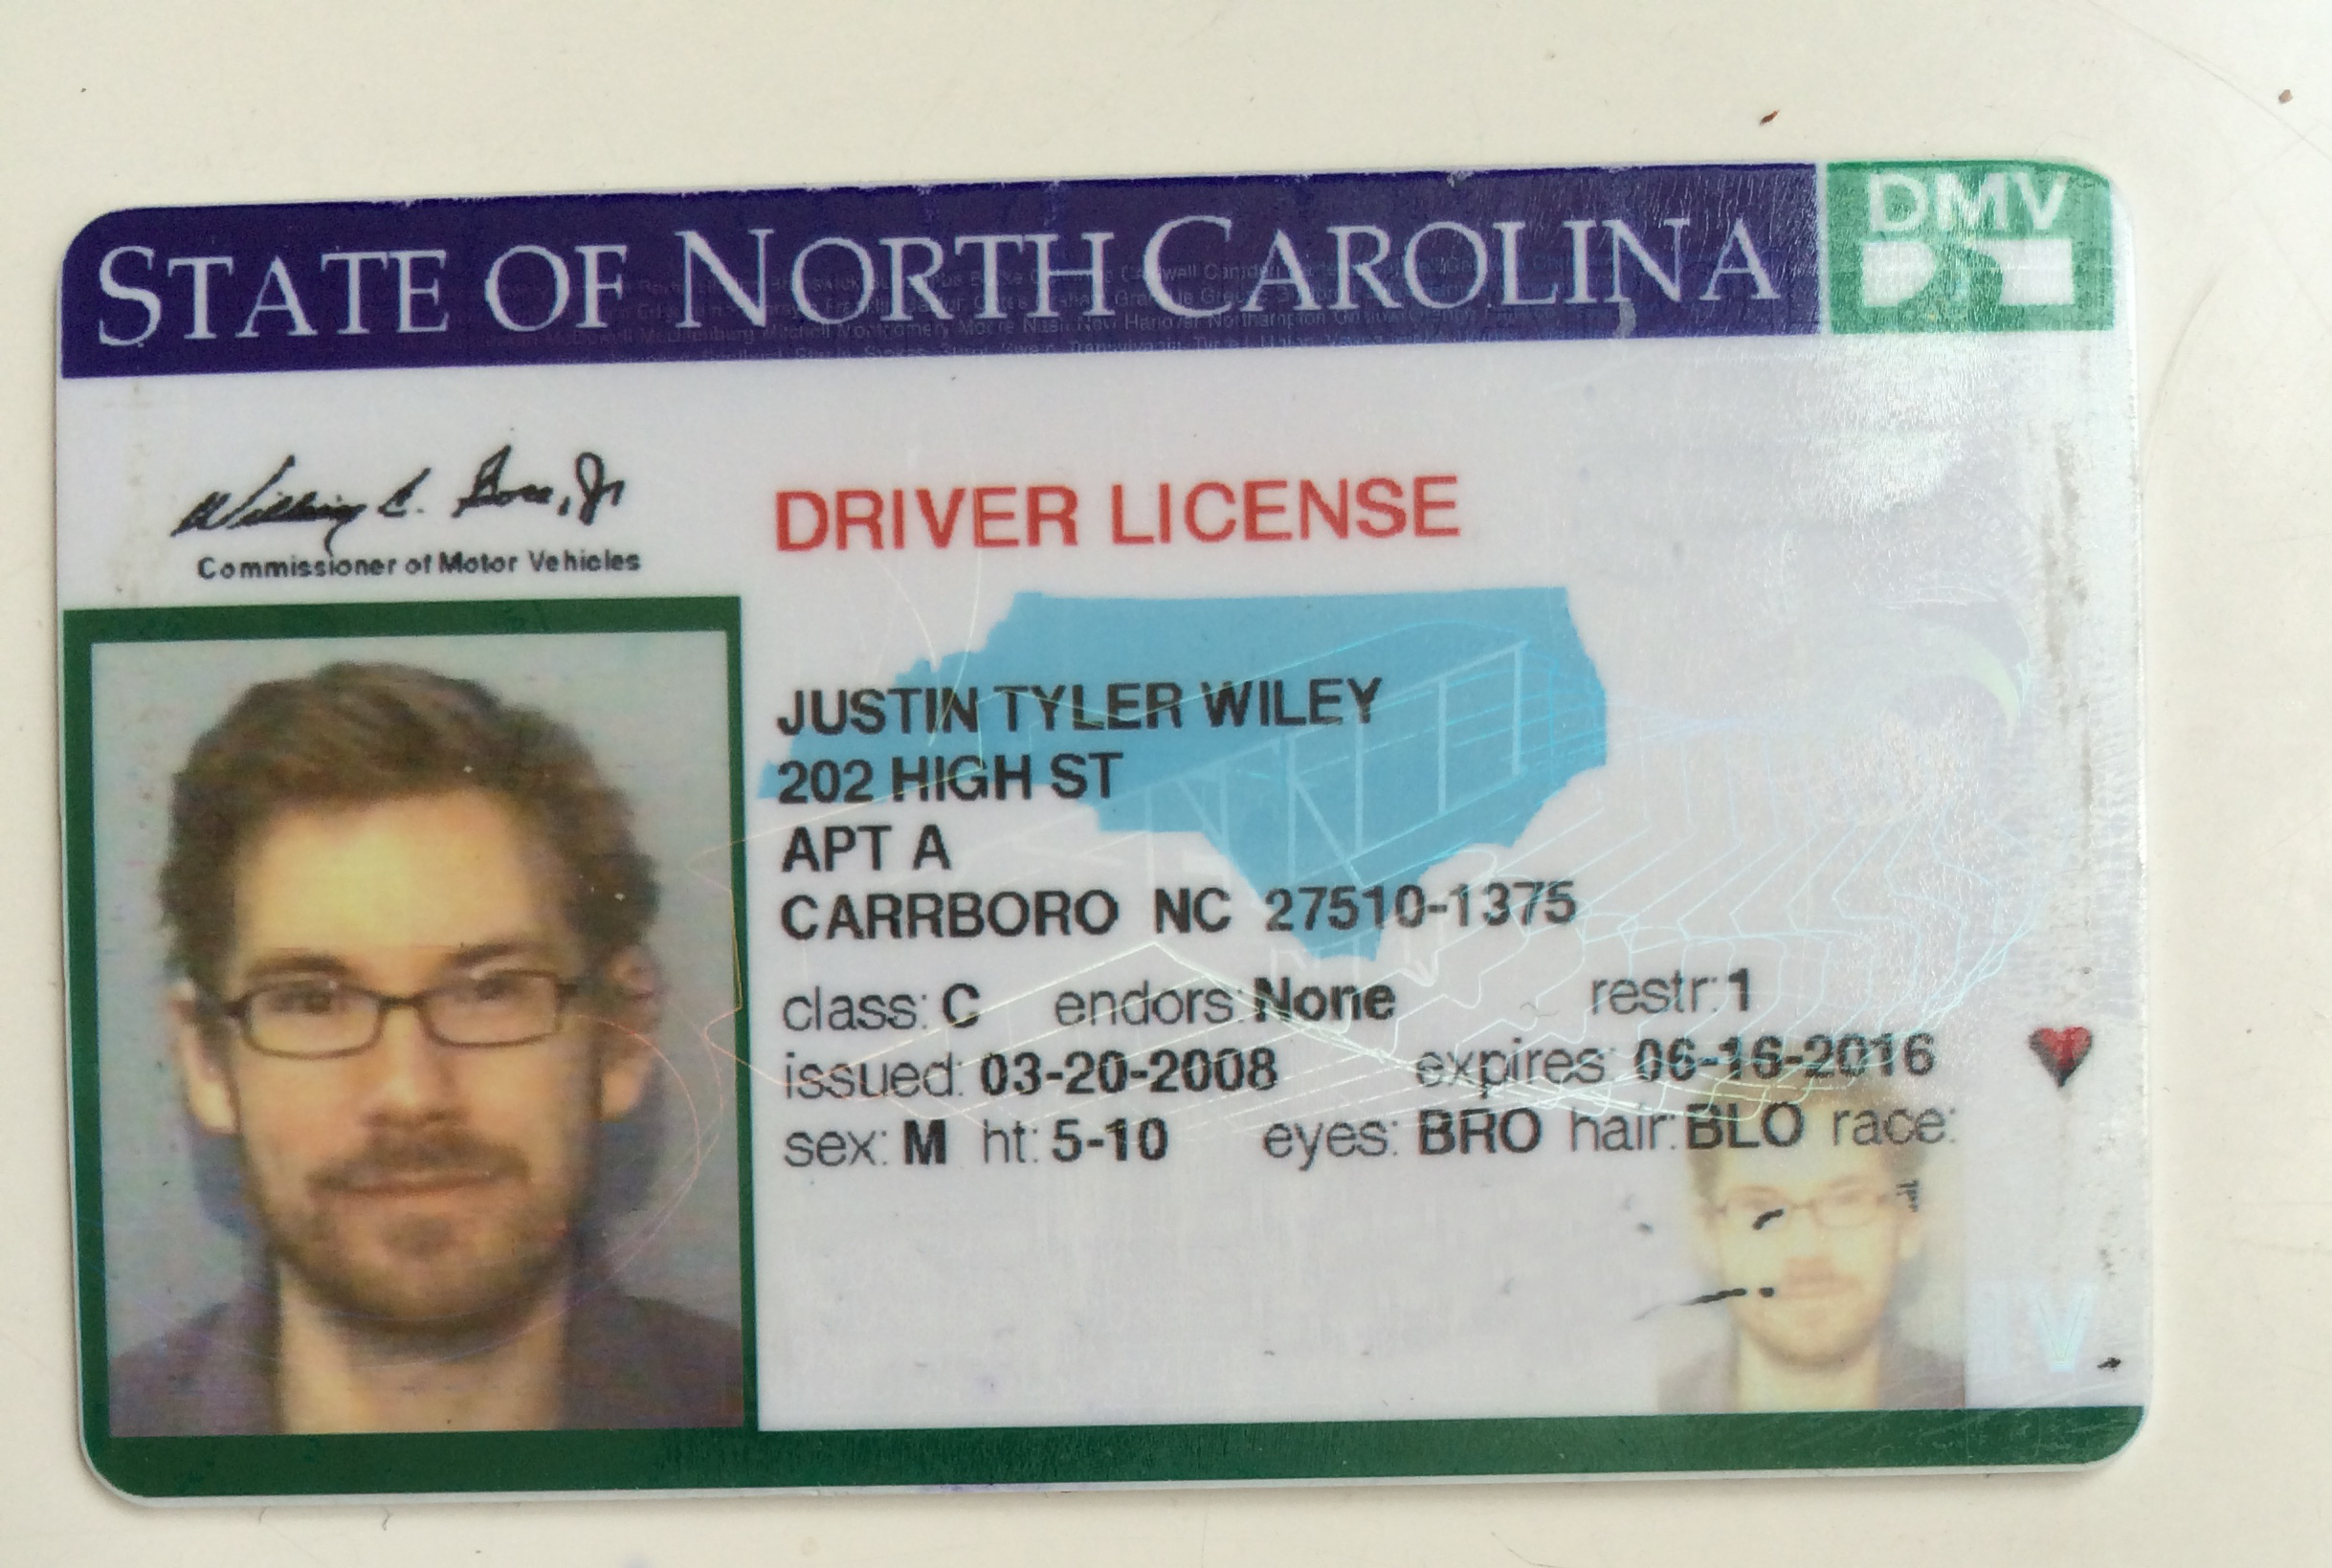 STATE OF NORTH CAROLINA
DMV
Commissioner of Motor Vehicles
DRIVER LICENSE
JUSTIN TYLER WILEY
202 HIGH ST
APT A
CARRBORO NC 27510-1375
class: C endors: None restr: 1
issued: 03-20-2008 expires: 06-16-2016
sex: M ht: 5-10 eyes: BRO hair: BLO race: